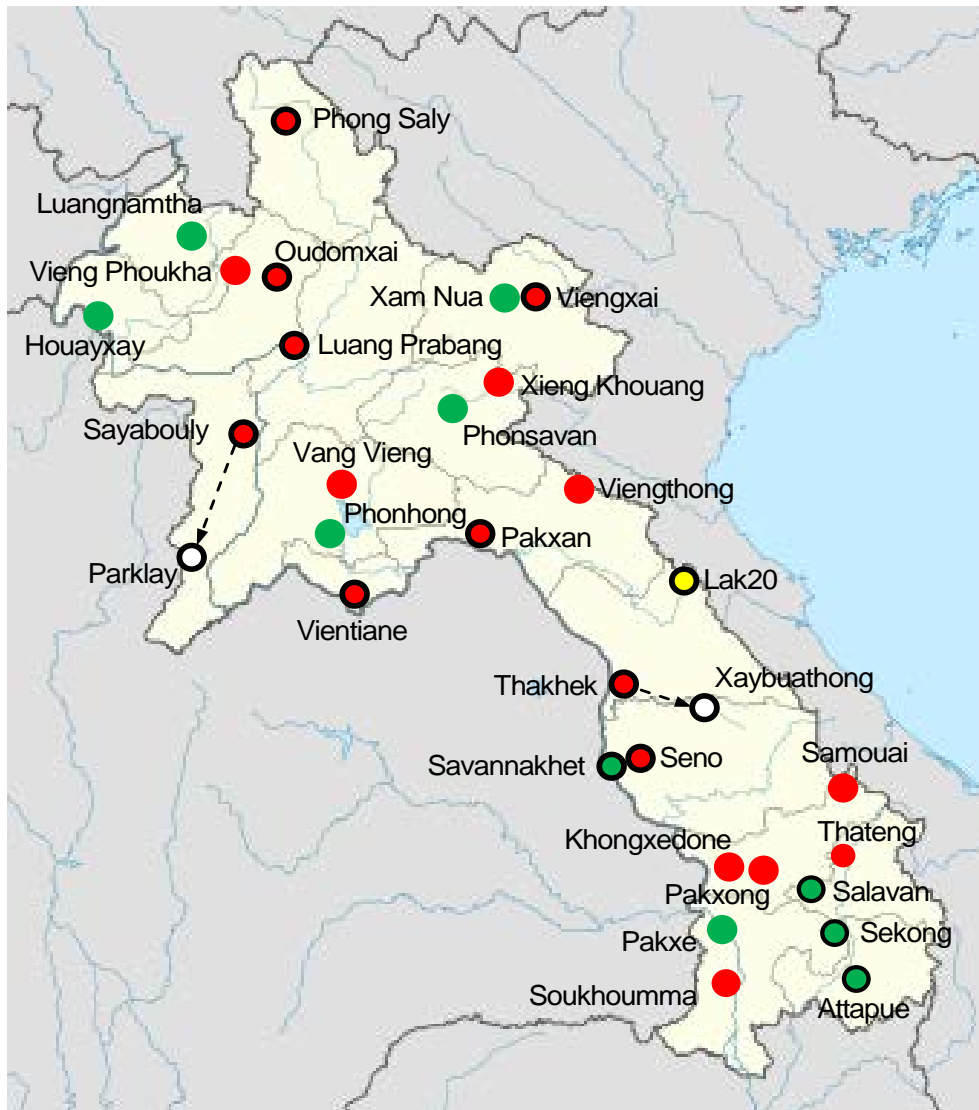 Phong Saly
Luangnamtha
Oudomxai
Vieng Phoukha
Xam Nua
Viengxai
Houayxay
Luang Prabang
Xieng Khouang
Sayabouly
Phonsavan
Vang Vieng
Viengthong
Phonhong
Pakxan
Parklay
Lak20
Vientiane
Thakhek
Xaybuathong
Savannakhet
Seno
Samouai
Khongxedone
Thateng
Pakxong
Salavan
Pakxe
Sekong
Soukhoumma
Attapue